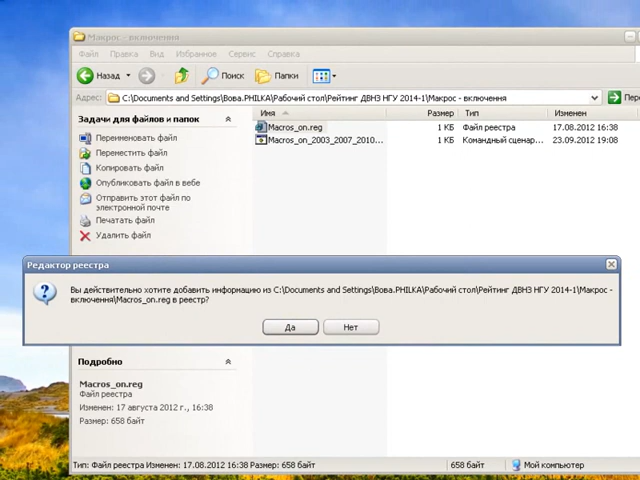 Макрос - включення
Файл Правка Вид Избранное Сервис Справка
Назад Поиск Папки
Адрес: C:\Documents and Settings\Вова.PHILKA\Рабочий стол\Рейтинг ДВНЗ НГУ 2014-1\Макрос - включення
Задачи для файлов и папок
Имя Размер Тип Изменен
Macros_on.reg 1 КБ Файл реестра 17.08.2012 16:38
Macros_on_2003_2007_2010... 1 КБ Командный сценар... 23.09.2012 19:08
Переименовать файл
Переместить файл
Копировать файл
Опубликовать файл в вебе
Отправить этот файл по
электронной почте
Печатать файл
Удалить файл
Редактор реестра
Вы действительно хотите добавить информацию из C:\Documents and Settings\Вова.PHILKA\Рабочий стол\Рейтинг ДВНЗ НГУ 2014-1\Макрос -
включення\Macros_on.reg в реестр?
Да Нет
Подробно
Macros_on.reg
Файл реестра
Изменен: 17 августа 2012 г., 16:38
Размер: 658 байт
Тип: Файл реестра Изменен: 17.08.2012 16:38 Размер: 658 байт 658 байт Мой компьютер